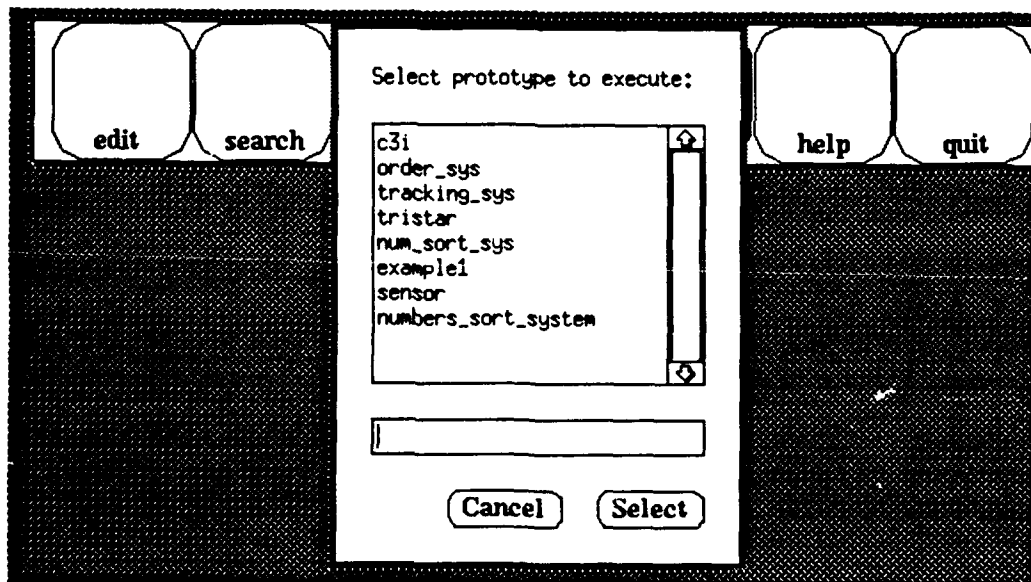 Select prototype to execute:
edit
search
help
quit
c3i
order_sys
tracking_sys
tristar
num_sort_sys
example1
sensor
numbers_sort_system
Cancel
Select